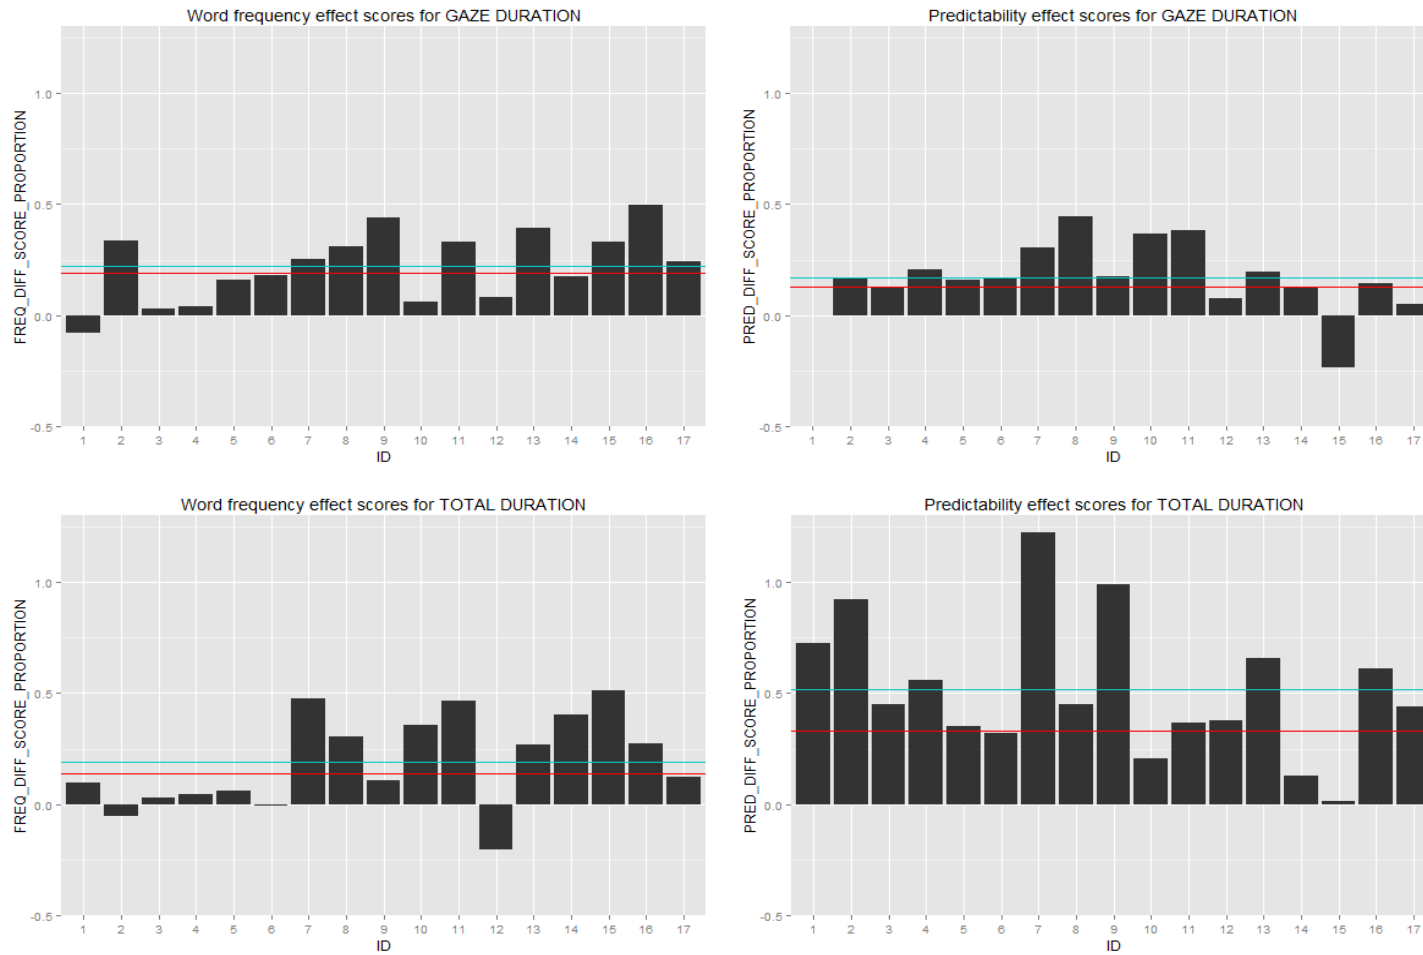 Word frequency effect scores for GAZE DURATION
FREQ_DIFF_SCORE_PROPORTION
1.0
0.5
0.0
-0.5
1 2 3 4 5 6 7 8 9 10 11 12 13 14 15 16 17
ID
Predictability effect scores for GAZE DURATION
PRED_DIFF_SCORE_PROPORTION
1.0
0.5
0.0
-0.5
1 2 3 4 5 6 7 8 9 10 11 12 13 14 15 16 17
ID
Word frequency effect scores for TOTAL DURATION
FREQ_DIFF_SCORE_PROPORTION
1.0
0.5
0.0
-0.5
1 2 3 4 5 6 7 8 9 10 11 12 13 14 15 16 17
ID
Predictability effect scores for TOTAL DURATION
PRED_DIFF_SCORE_PROPORTION
1.0
0.5
0.0
-0.5
1 2 3 4 5 6 7 8 9 10 11 12 13 14 15 16 17
ID